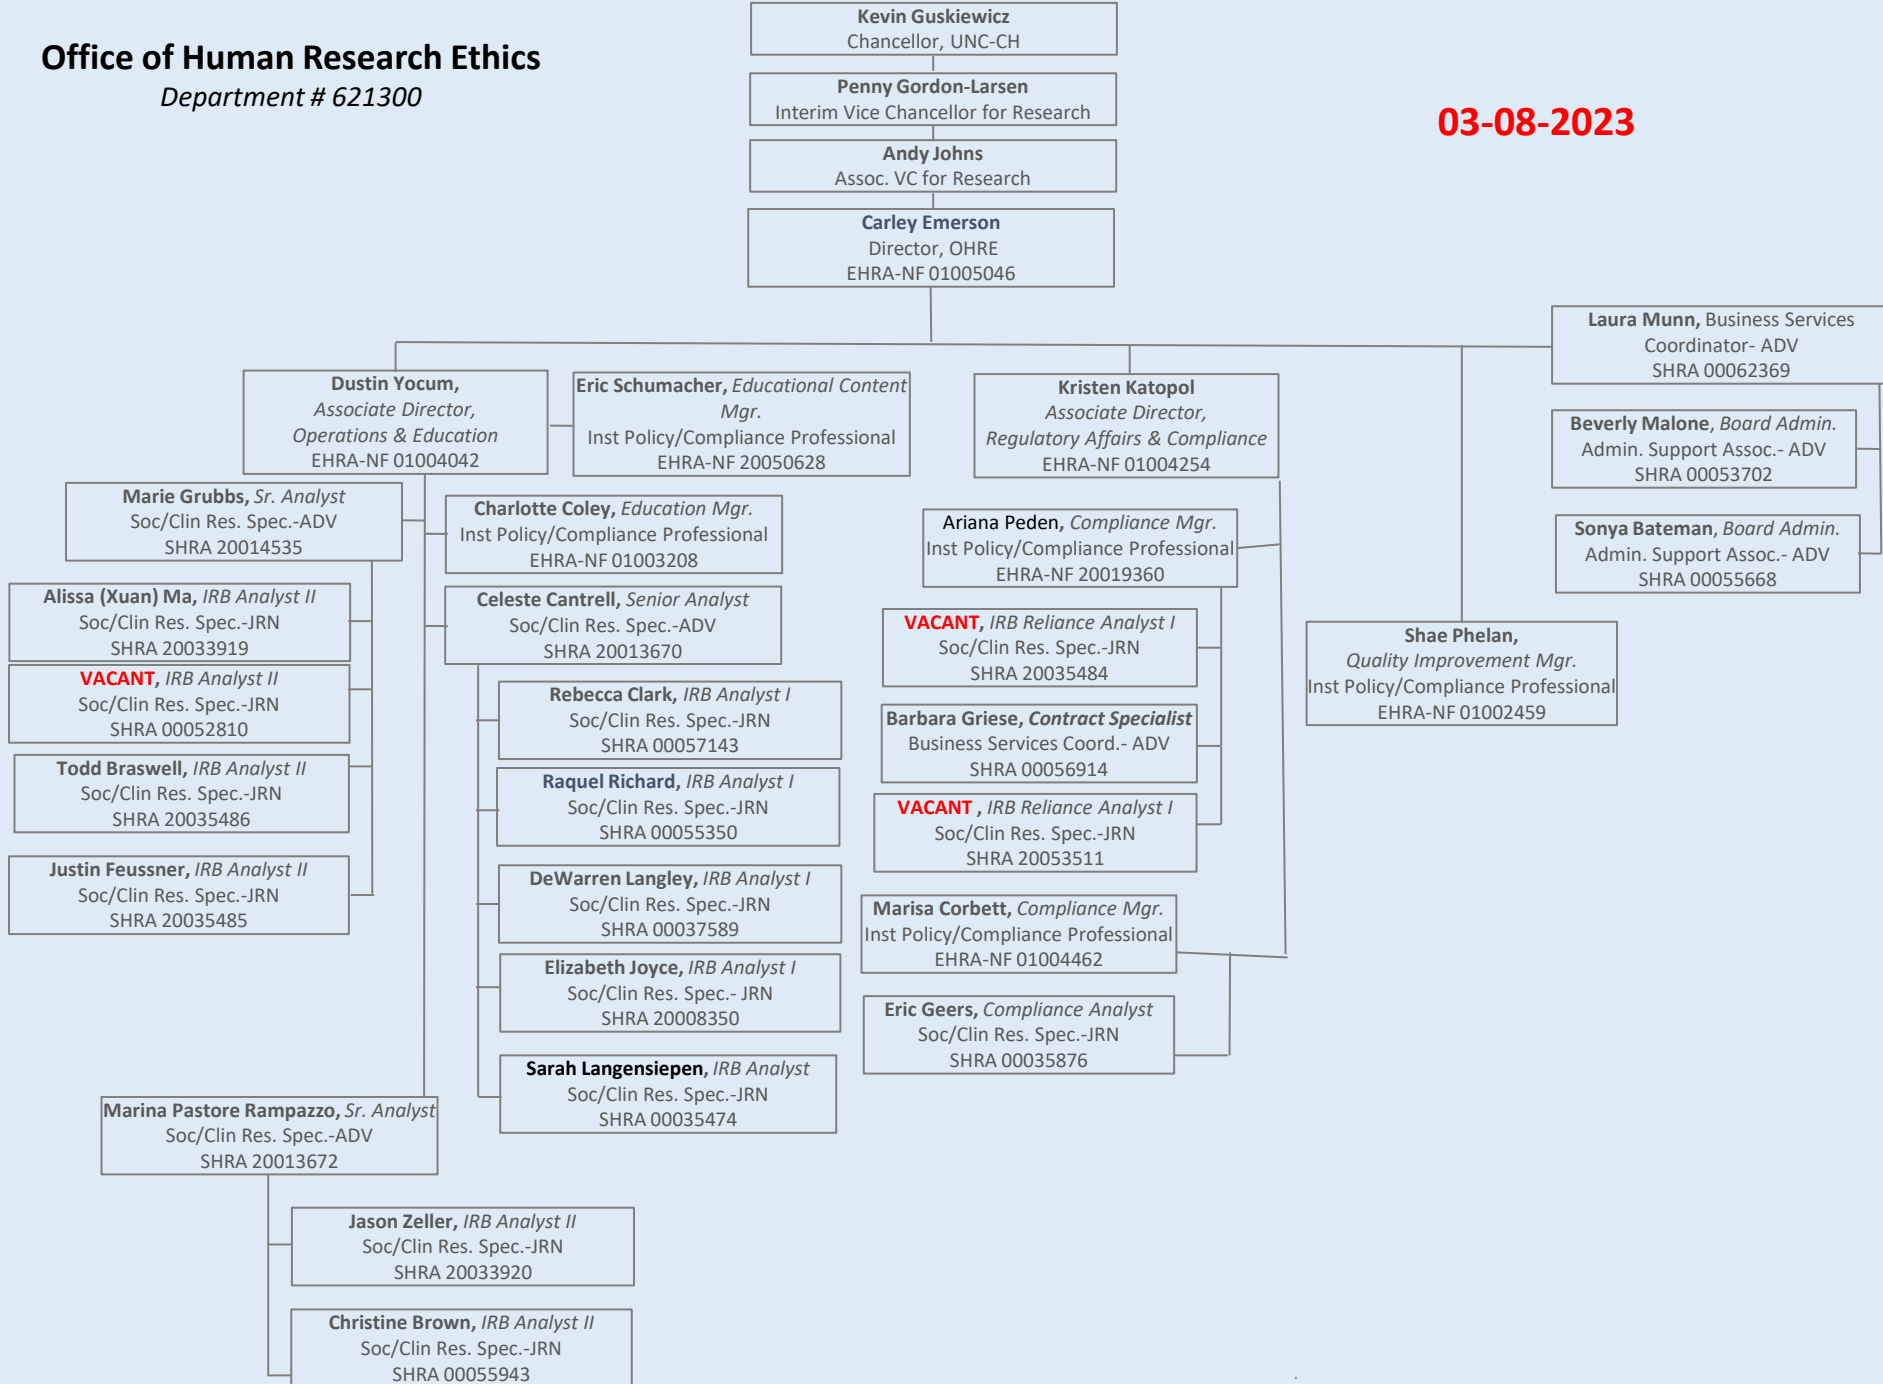 Office of Human Research Ethics
Department # 621300
03-08-2023
Kevin Guskiewicz
Chancellor, UNC-CH
Penny Gordon-Larsen
Interim Vice Chancellor for Research
Andy Johns
Assoc. VC for Research
Carley Emerson
Director, OHRE
EHRA-NF 01005046
Dustin Yocum,
Associate Director,
Operations & Education
EHRA-NF 01004042
Eric Schumacher, Educational Content
Mgr.
Inst Policy/Compliance Professional
EHRA-NF 20050628
Marie Grubbs, Sr. Analyst
Soc/Clin Res. Spec.-ADV
SHRA 20014535
Alissa (Xuan) Ma, IRB Analyst II
Soc/Clin Res. Spec.-JRN
SHRA 20033919
VACANT, IRB Analyst II
Soc/Clin Res. Spec.-JRN
SHRA 00052810
Todd Braswell, IRB Analyst II
Soc/Clin Res. Spec.-JRN
SHRA 20035486
Justin Feussner, IRB Analyst II
Soc/Clin Res. Spec.-JRN
SHRA 20035485
Charlotte Coley, Education Mgr.
Inst Policy/Compliance Professional
EHRA-NF 01003208
Celeste Cantrell, Senior Analyst
Soc/Clin Res. Spec.-ADV
SHRA 20013670
Rebecca Clark, IRB Analyst I
Soc/Clin Res. Spec.-JRN
SHRA 00057143
Raquel Richard, IRB Analyst I
Soc/Clin Res. Spec.-JRN
SHRA 00055350
DeWarren Langley, IRB Analyst I
Soc/Clin Res. Spec.-JRN
SHRA 00037589
Elizabeth Joyce, IRB Analyst I
Soc/Clin Res. Spec.- JRN
SHRA 20008350
Sarah Langensiepen, IRB Analyst
Soc/Clin Res. Spec.-JRN
SHRA 00035474
Marina Pastore Rampazzo, Sr. Analyst
Soc/Clin Res. Spec.-ADV
SHRA 20013672
Jason Zeller, IRB Analyst II
Soc/Clin Res. Spec.-JRN
SHRA 20033920
Christine Brown, IRB Analyst II
Soc/Clin Res. Spec.-JRN
SHRA 00055943
Kristen Katopol
Associate Director,
Regulatory Affairs & Compliance
EHRA-NF 01004254
Ariana Peden, Compliance Mgr.
Inst Policy/Compliance Professional
EHRA-NF 20019360
VACANT, IRB Reliance Analyst I
Soc/Clin Res. Spec.-JRN
SHRA 20035484
Barbara Griese, Contract Specialist
Business Services Coord.- ADV
SHRA 00056914
VACANT , IRB Reliance Analyst I
Soc/Clin Res. Spec.-JRN
SHRA 20053511
Marisa Corbett, Compliance Mgr.
Inst Policy/Compliance Professional
EHRA-NF 01004462
Eric Geers, Compliance Analyst
Soc/Clin Res. Spec.-JRN
SHRA 00035876
Shae Phelan,
Quality Improvement Mgr.
Inst Policy/Compliance Professional
EHRA-NF 01002459
Laura Munn, Business Services
Coordinator- ADV
SHRA 00062369
Beverly Malone, Board Admin.
Admin. Support Assoc.- ADV
SHRA 00053702
Sonya Bateman, Board Admin.
Admin. Support Assoc.- ADV
SHRA 00055668